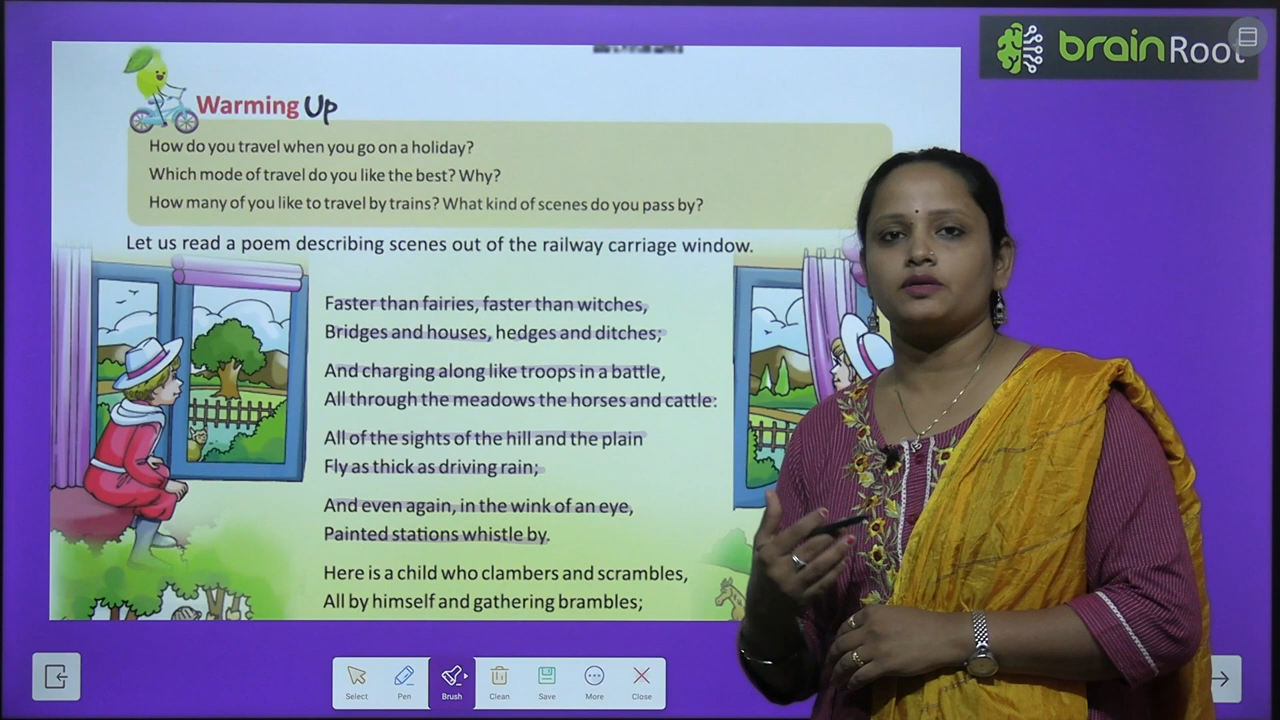 brainRoot
Warming Up
How do you travel when you go on a holiday?
Which mode of travel do you like the best? Why?
How many of you like to travel by trains? What kind of scenes do you pass by?
Let us read a poem describing scenes out of the railway carriage window.
Faster than fairies, faster than witches,
Bridges and houses, hedges and ditches;
And charging along like troops in a battle,
All through the meadows the horses and cattle:
All of the sights of the hill and the plain
Fly as thick as driving rain;
And even again, in the wink of an eye,
Painted stations whistle by.
Here is a child who clambers and scrambles,
All by himself and gathering brambles;
Select Pen Brush Clean Save More Close